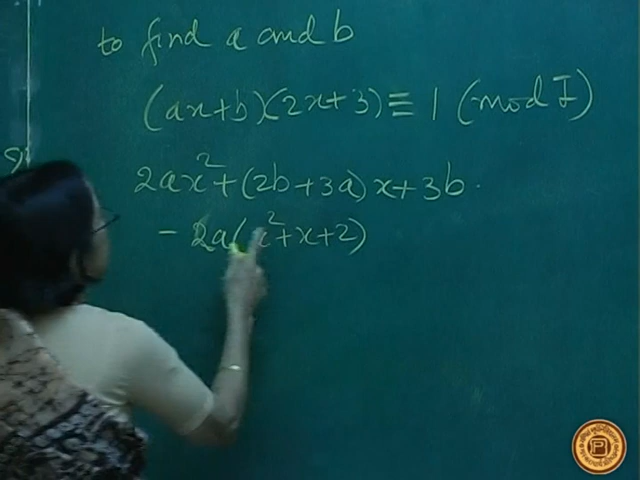 to find a and b
(ax+b)(2x+3) ≡ 1 (mod I)
2ax²+(2b+3a)x+3b.
- 2a(x²+x+2)